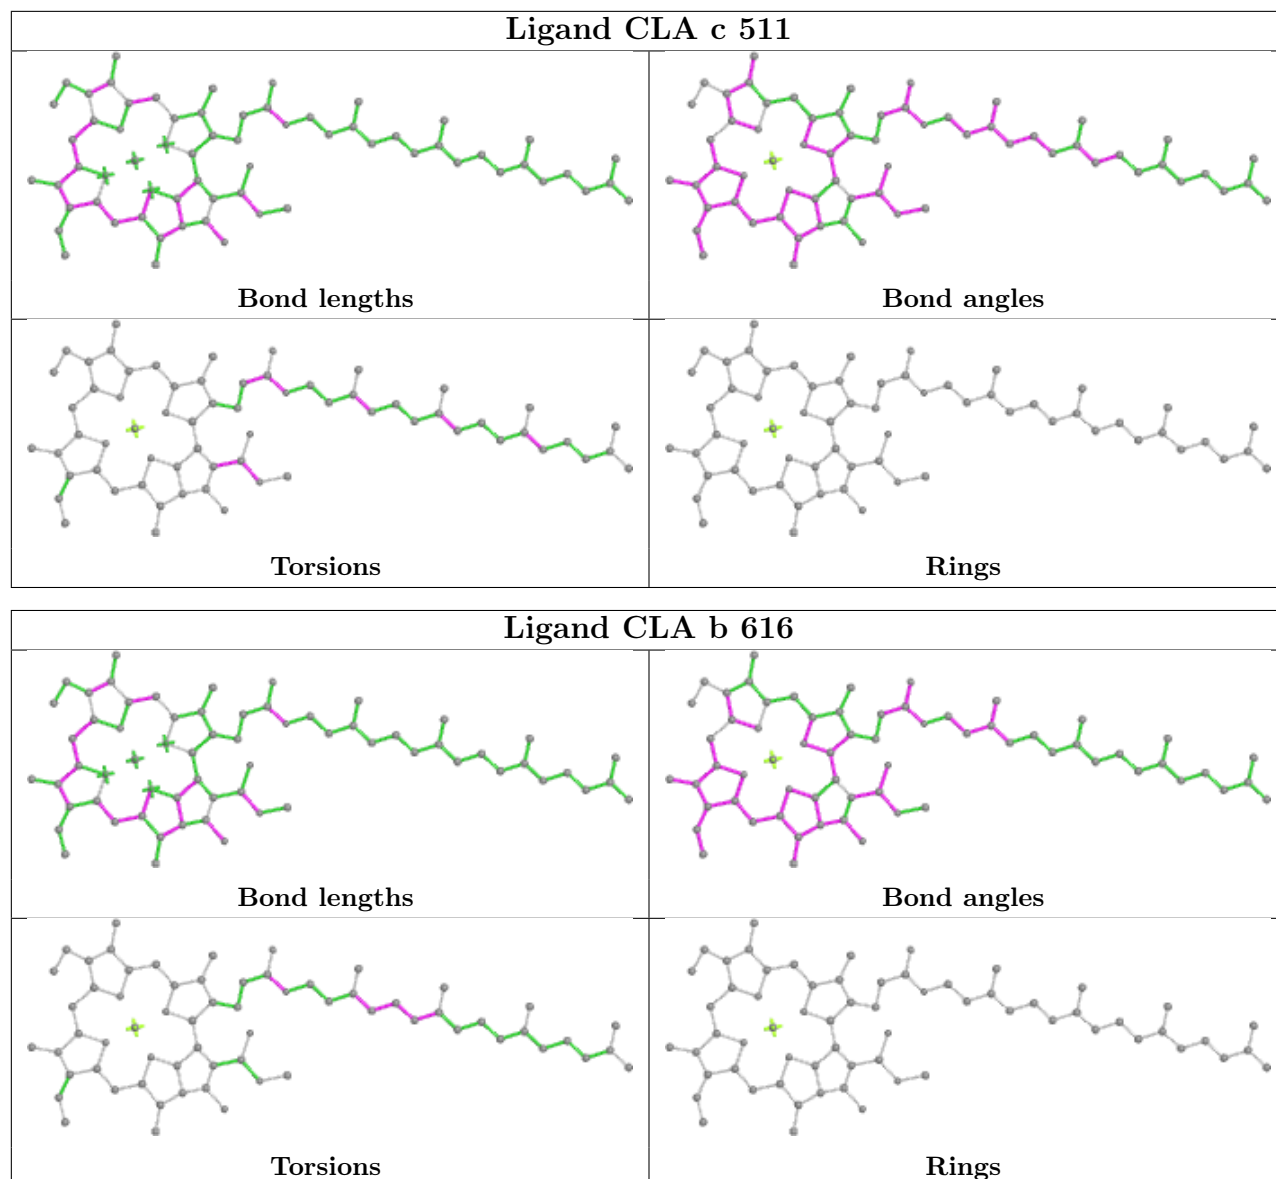 Ligand CLA c 511
Bond lengths
Bond angles
Torsions
Rings
Ligand CLA b 616
Bond lengths
Bond angles
Torsions
Rings